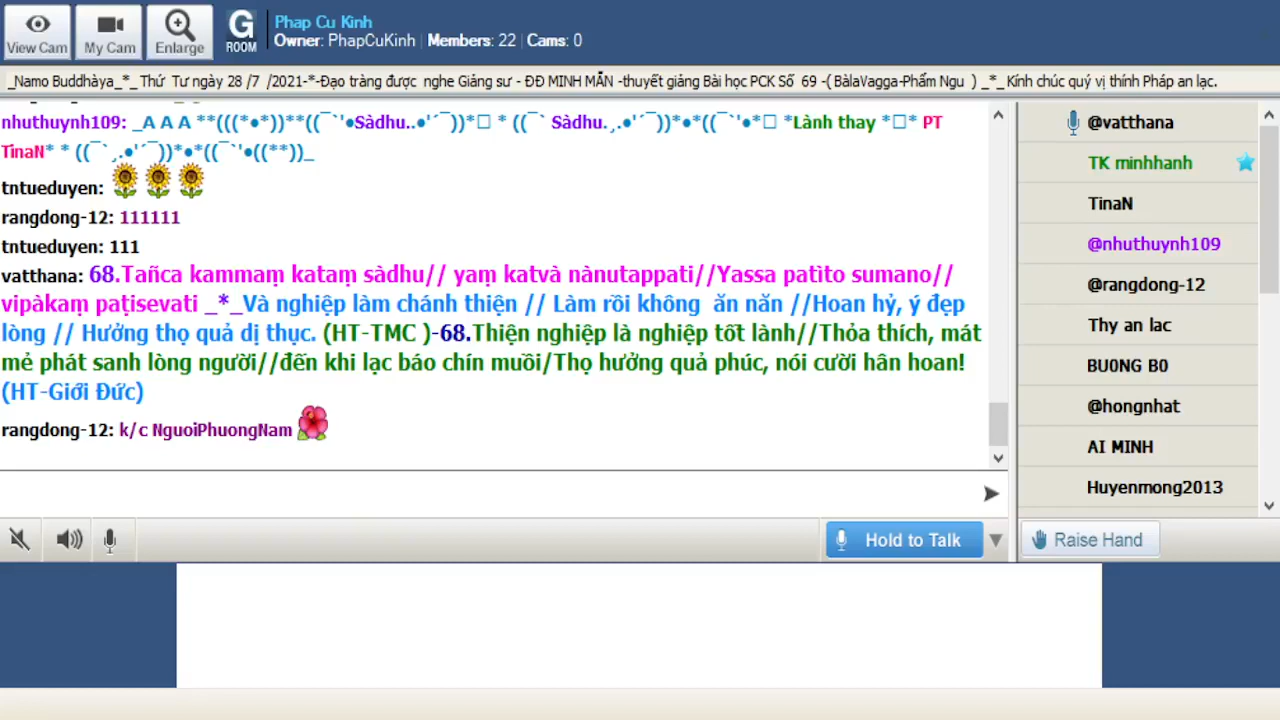 View Cam
My Cam
Enlarge
G
ROOM
Phap Cu Kinh
Owner: PhapCuKinh | Members: 22 | Cams: 0
_Namo Buddhàya_*_ Thứ Tư ngày 28 /7 /2021-*-Đạo tràng được nghe Giảng sư - ĐĐ MINH MẪN -thuyết giảng Bài học PCK Số 69 -( BàlaVagga-Phẩm Ngu ) _*_ Kính chúc quý vị thính Pháp an lạc.
nhuthuynh109: _A A A **(((*●*))**((¯`'●Sàdhu..●'´¯))*□ * ((¯` Sàdhu.¸.●'´¯))*●*((¯`'●*□ *Lành thay *□* PT
TinaN* * ((¯`¸.●'´¯))*●*((¯`'●((**))_
tntueduyen:
rangdong-12: 111111
tntueduyen: 111
vatthana: 68.Tañca kammaṃ kataṃ sàdhu// yaṃ katvà nànutappati//Yassa patìto sumano//
vipàkaṃ paṭisevati _*_Và nghiệp làm chánh thiện // Làm rồi không ăn năn //Hoan hỷ, ý đẹp
lòng // Hưởng thọ quả dị thục. (HT-TMC )-68.Thiện nghiệp là nghiệp tốt lành//Thỏa thích, mát
mẻ phát sanh lòng người//đến khi lạc báo chín muồi/Thọ hưởng quả phúc, nói cười hân hoan!
(HT-Giới Đức)
rangdong-12: k/c NguoiPhuongNam
@vatthana
TK minhhanh
TinaN
@nhuthuynh109
@rangdong-12
Thy an lac
BU0NG B0
@hongnhat
AI MINH
Huyenmong2013
Hold to Talk
Raise Hand